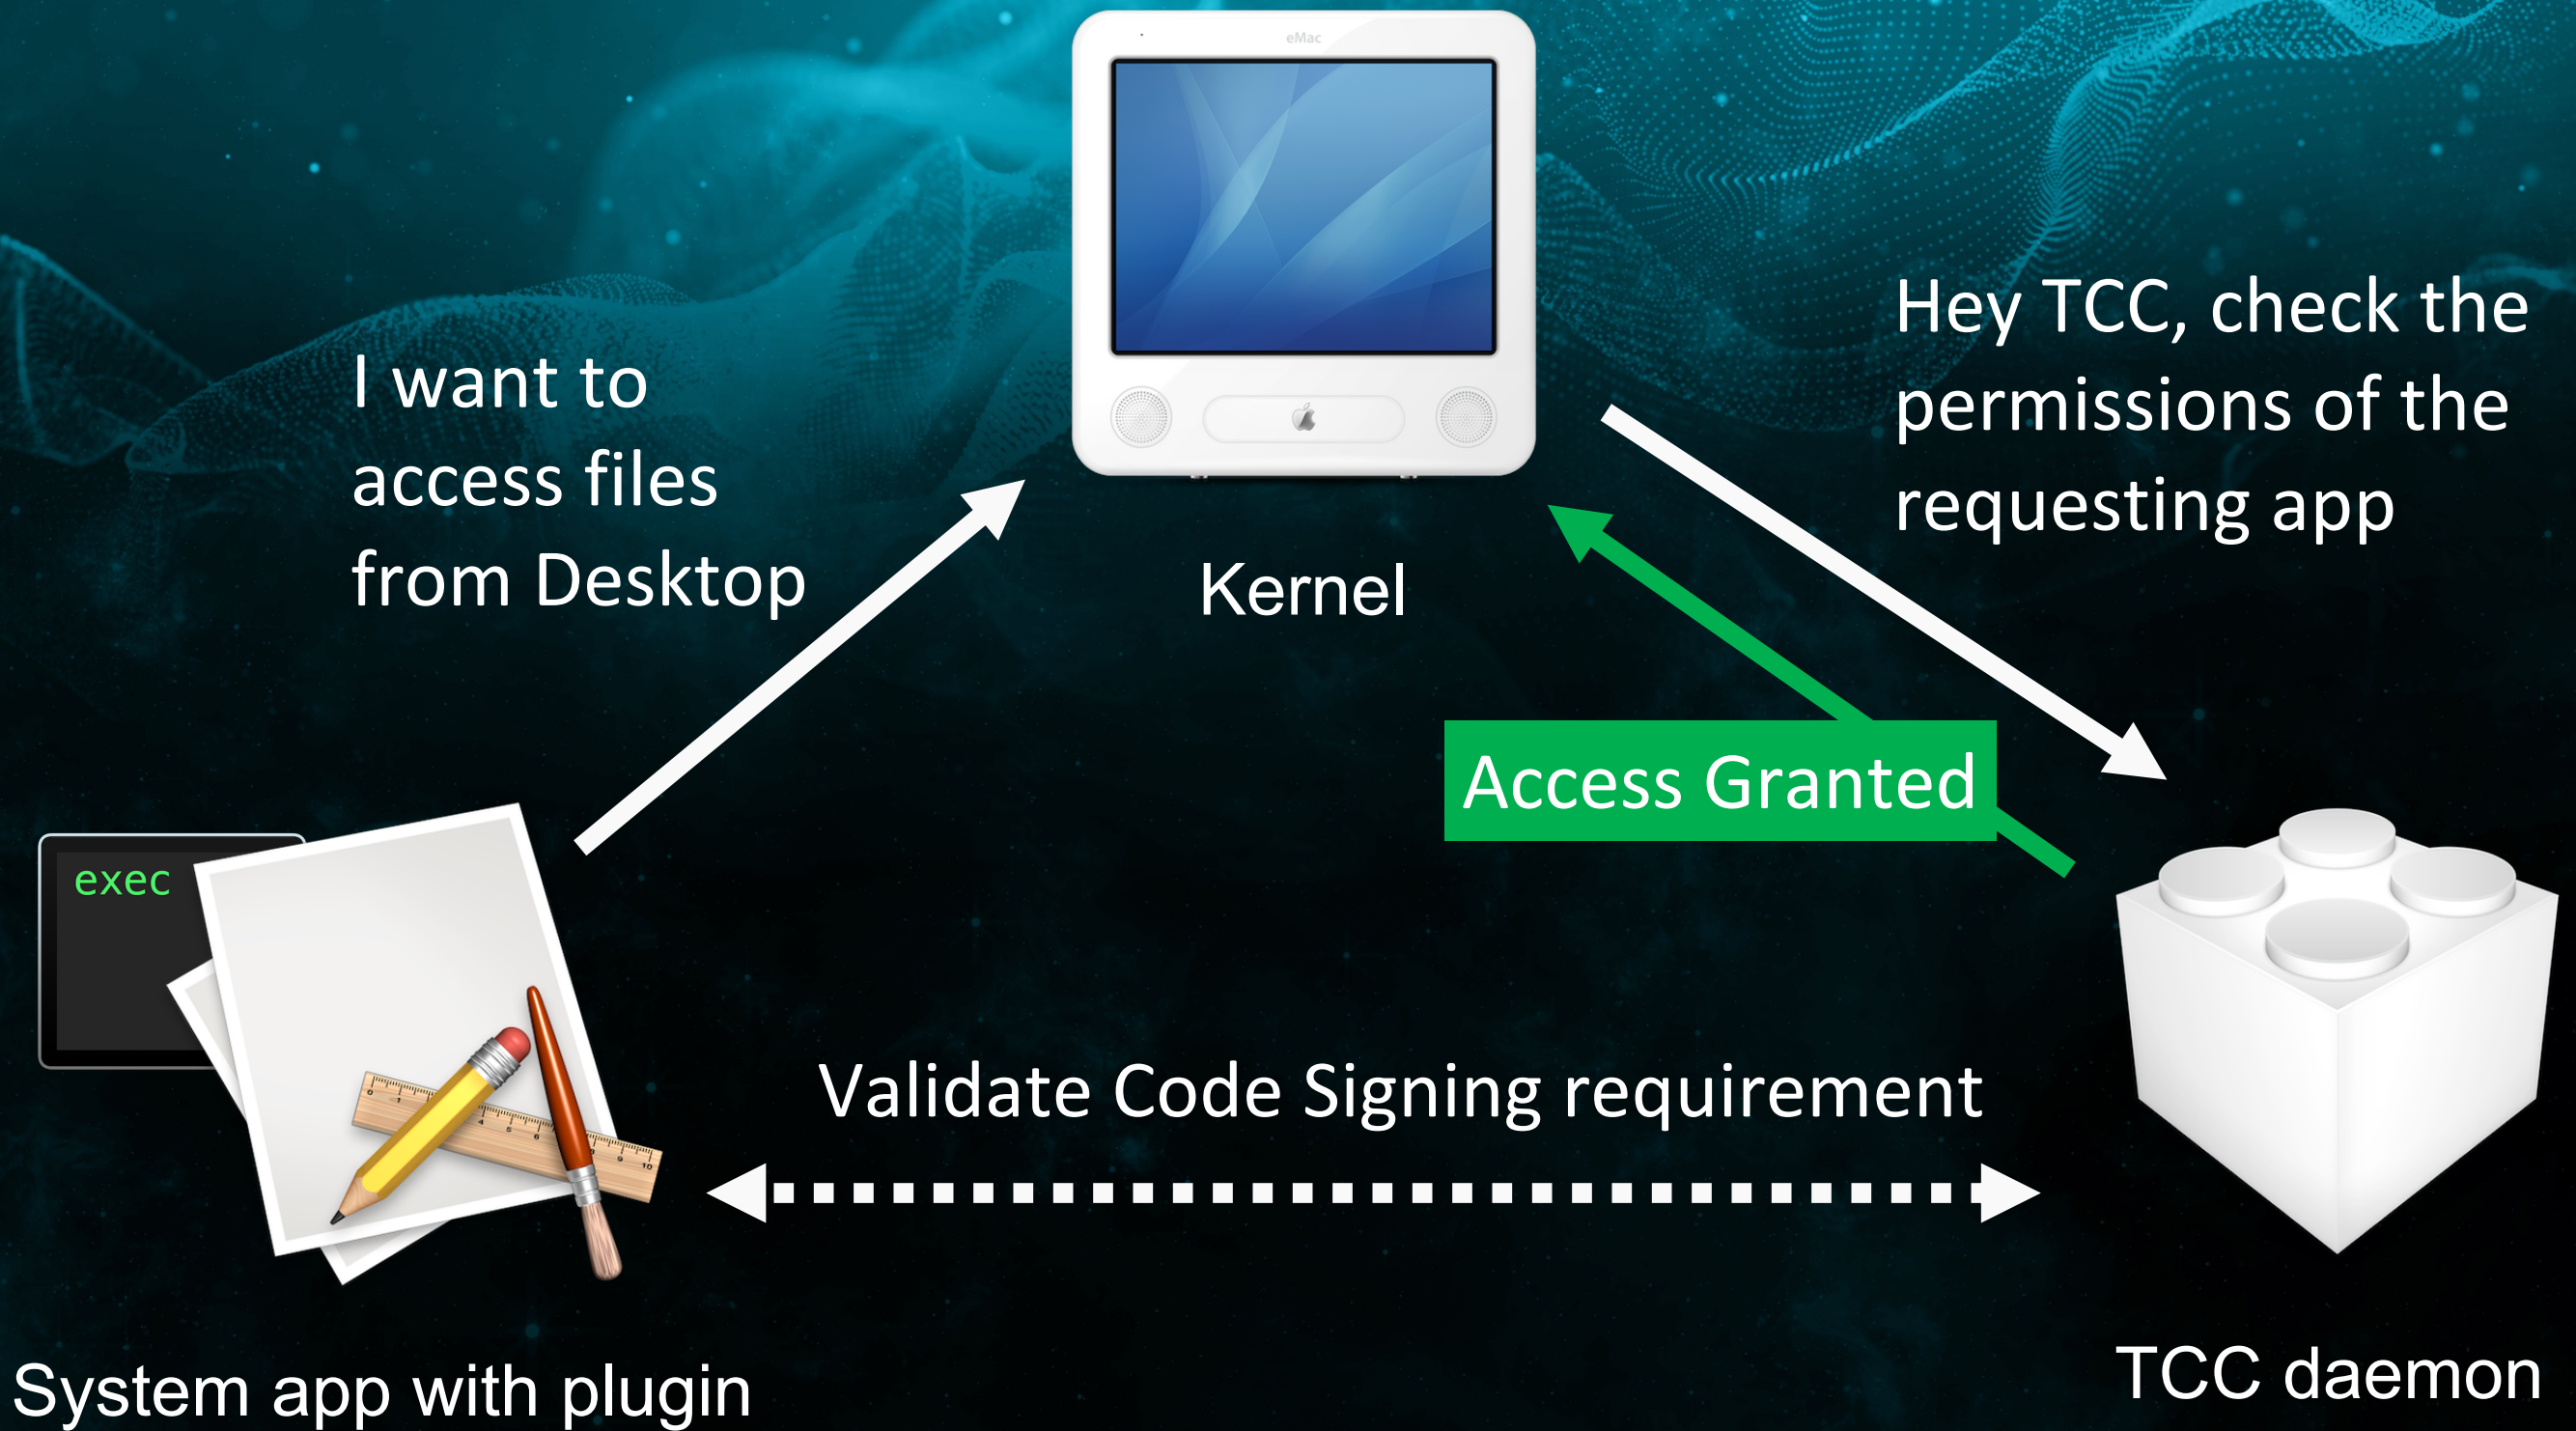 eMac
I want to
access files
from Desktop
Hey TCC, check the
permissions of the
requesting app
Kernel
Access Granted
exec
Validate Code Signing requirement
System app with plugin
TCC daemon